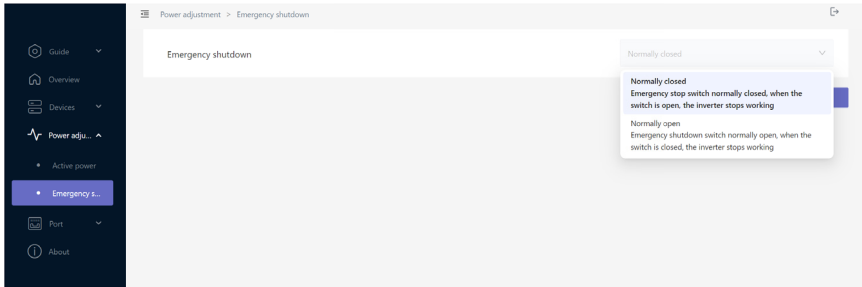 Power adjustment > Emergency shutdown
Guide
Overview
Devices
Power adju...
Active power
Emergency s...
Port
About
Emergency shutdown
Normally closed
Normally closed
Emergency stop switch normally closed, when the
switch is open, the inverter stops working
Normally open
Emergency shutdown switch normally open, when the
switch is closed, the inverter stops working